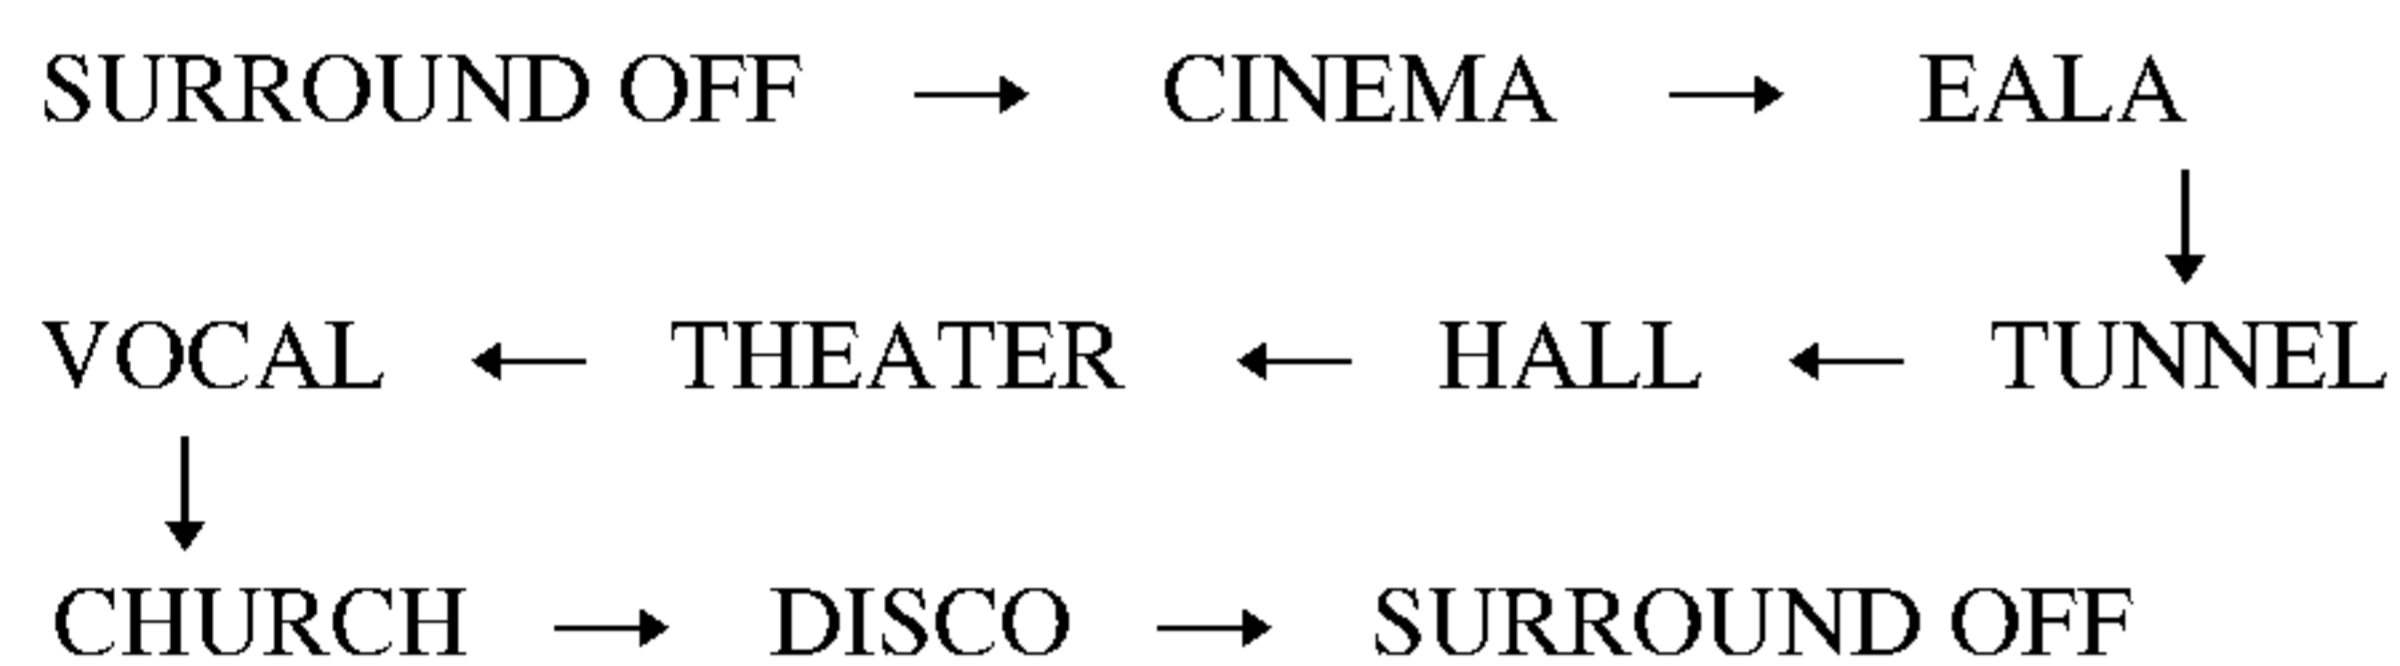 SURROUND OFF → CINEMA → EALA
↓
VOCAL ← THEATER ← HALL ← TUNNEL
↓
CHURCH → DISCO → SURROUND OFF